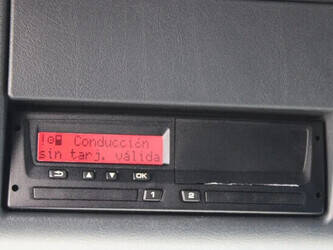 ! Conducción
sin tarj. válida
OK
1 2